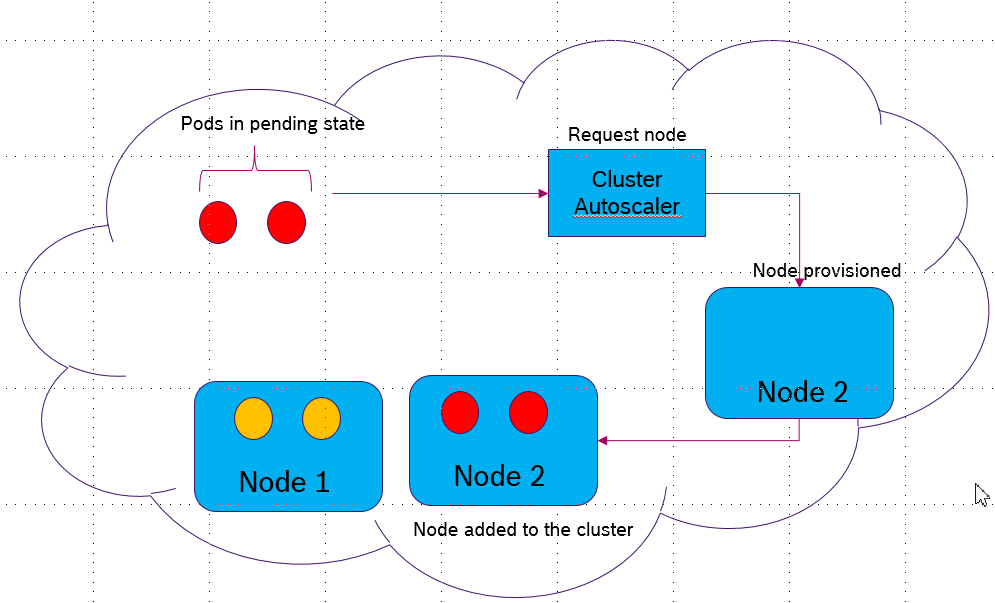 Pods in pending state
Request node
Cluster
Autoscaler
Node provisioned
Node 2
Node 1
Node 2
Node added to the cluster